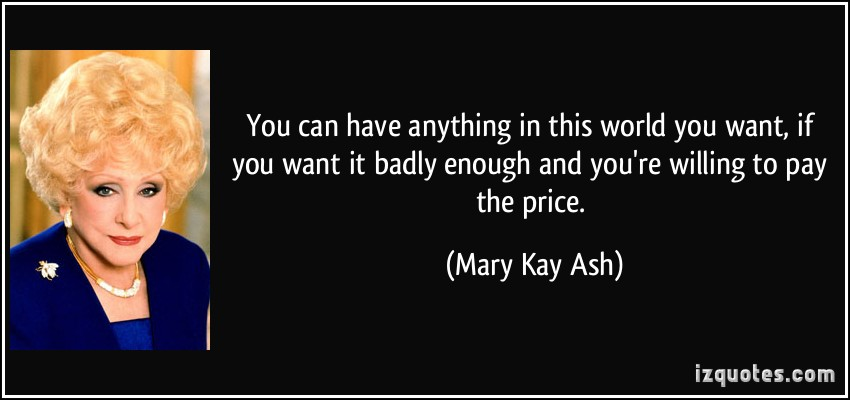 You can have anything in this world you want, if
you want it badly enough and you're willing to pay
the price.
(Mary Kay Ash)
izquotes.com